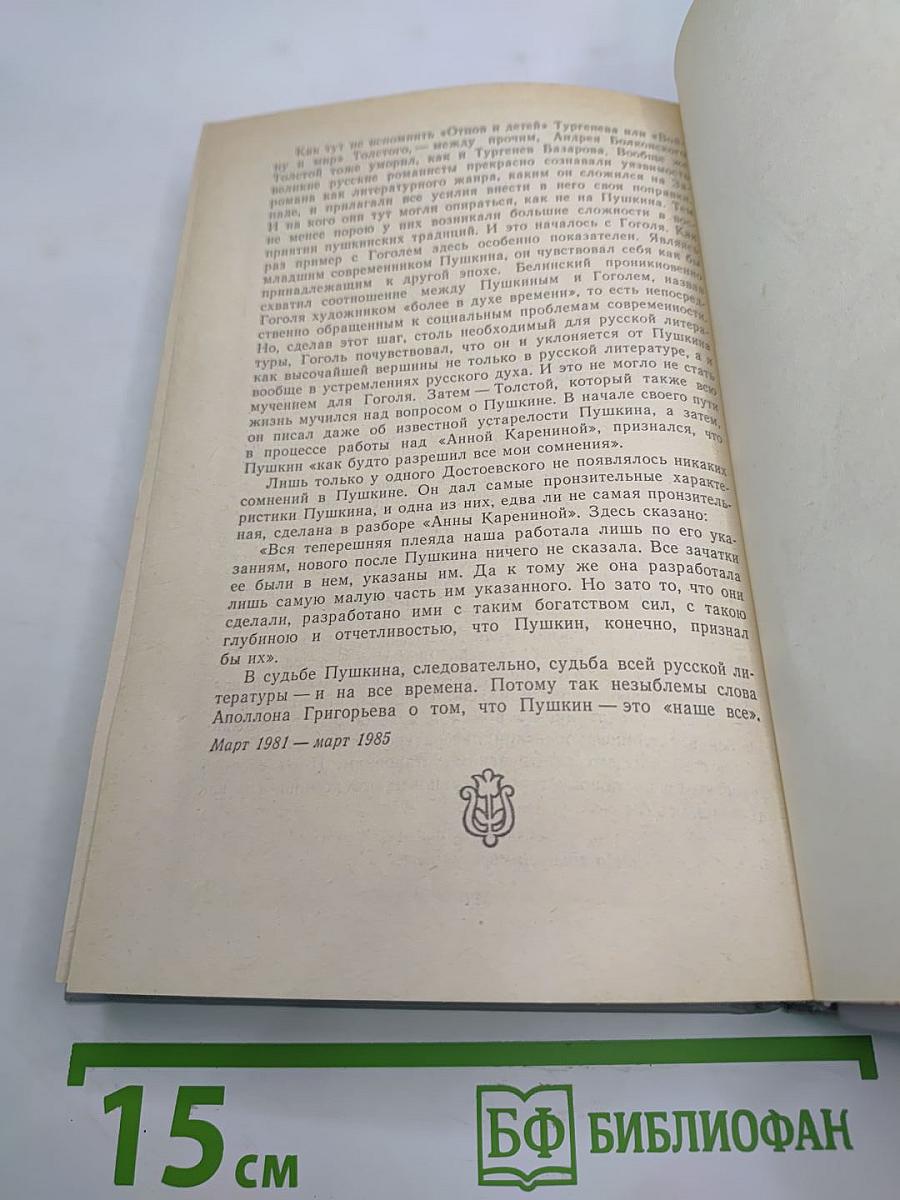 Как тут не вспомнить «Отцов и детей» Тургенева или «Вой-
ну и мир» Толстого, — между прочим, Андрея Болконского
Толстой тоже уморил, как и Тургенев Базарова. Вообще же
великие русские романисты прекрасно сознавали уязвимость
романа как литературного жанра, каким он сложился на За-
паде, и прилагали все усилия внести в него свои поправки.
И на кого они тут могли опираться, как не на Пушкина. Тем
не менее порою у них возникали большие сложности в вос-
приятии пушкинских традиций. И это началось с Гоголя. Как
раз пример с Гоголем здесь особенно показателен. Являясь
младшим современником Пушкина, он чувствовал себя как бы
принадлежащим к другой эпохе. Белинский проникновенно
схватил соотношение между Пушкиным и Гоголем, назвав
Гоголя художником «более в духе времени», то есть непосред-
ственно обращенным к социальным проблемам современности.
Но, сделав этот шаг, столь необходимый для русской литера-
туры, Гоголь почувствовал, что он и уклоняется от Пушкина
как высочайшей вершины не только в русской литературе, а и
вообще в устремлениях русского духа. И это не могло не стать
мучением для Гоголя. Затем — Толстой, который также всю
жизнь мучился над вопросом о Пушкине. В начале своего пути
он писал даже об известной устарелости Пушкина, а затем,
в процессе работы над «Анной Карениной», признался, что
Пушкин «как будто разрешил все мои сомнения».
Лишь только у одного Достоевского не появлялось никаких
сомнений в Пушкине. Он дал самые пронзительные характе-
ристики Пушкина, и одна из них, едва ли не самая пронзитель-
ная, сделана в разборе «Анны Карениной». Здесь сказано:
«Вся теперешняя плеяда наша работала лишь по его ука-
заниям, нового после Пушкина ничего не сказала. Все зачатки
ее были в нем, указаны им. Да к тому же она разработала
лишь самую малую часть им указанного. Но зато то, что они
сделали, разработано ими с таким богатством сил, с такою
глубиною и отчетливостью, что Пушкин, конечно, признал
бы их».
В судьбе Пушкина, следовательно, судьба всей русской ли-
тературы — и на все времена. Потому так незыблемы слова
Аполлона Григорьева о том, что Пушкин — это «наше все».
Март 1981 — март 1985
15 см
БФ БИБЛИОФАН